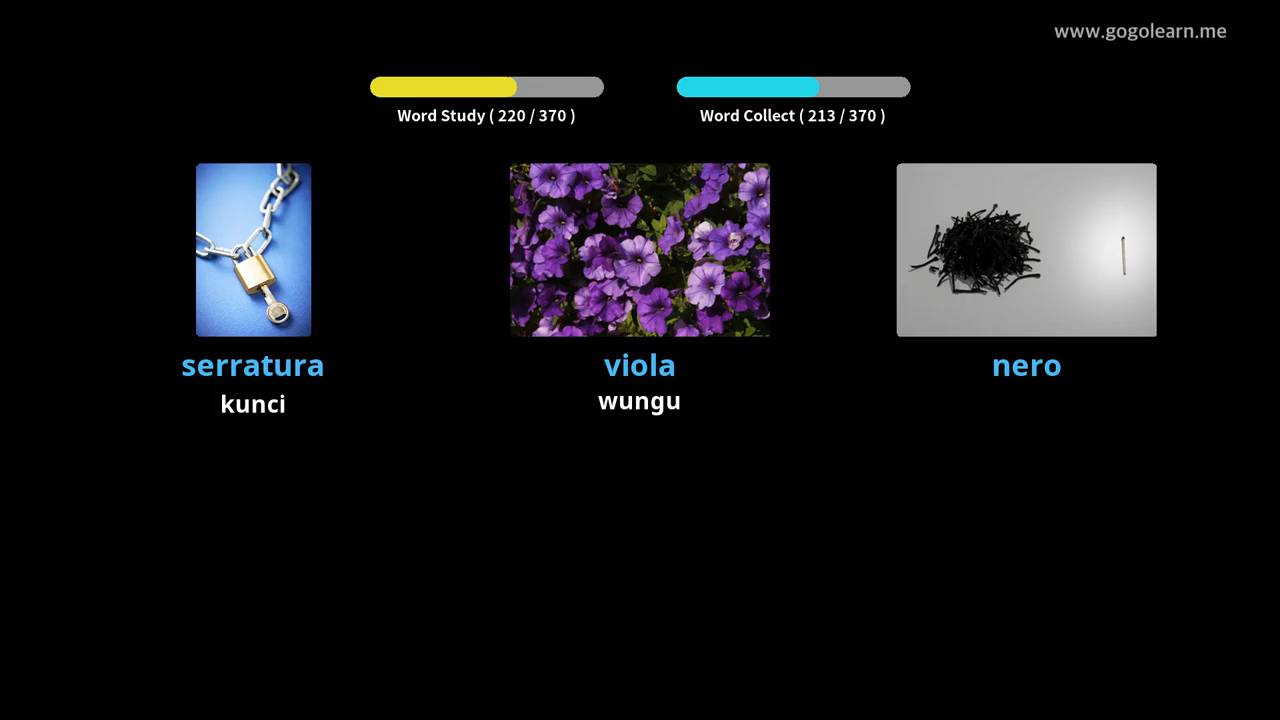 www.gogolearn.me
Word Study ( 220 / 370 )
Word Collect ( 213 / 370 )
serratura
viola
nero
kunci
wungu